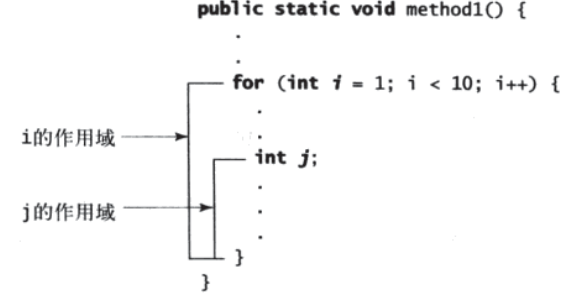 public static void method1() {
.
.
for (int i = 1; i < 10; i++) {
.
i的作用域
.
int j;
.
j的作用域
.
.
}
}